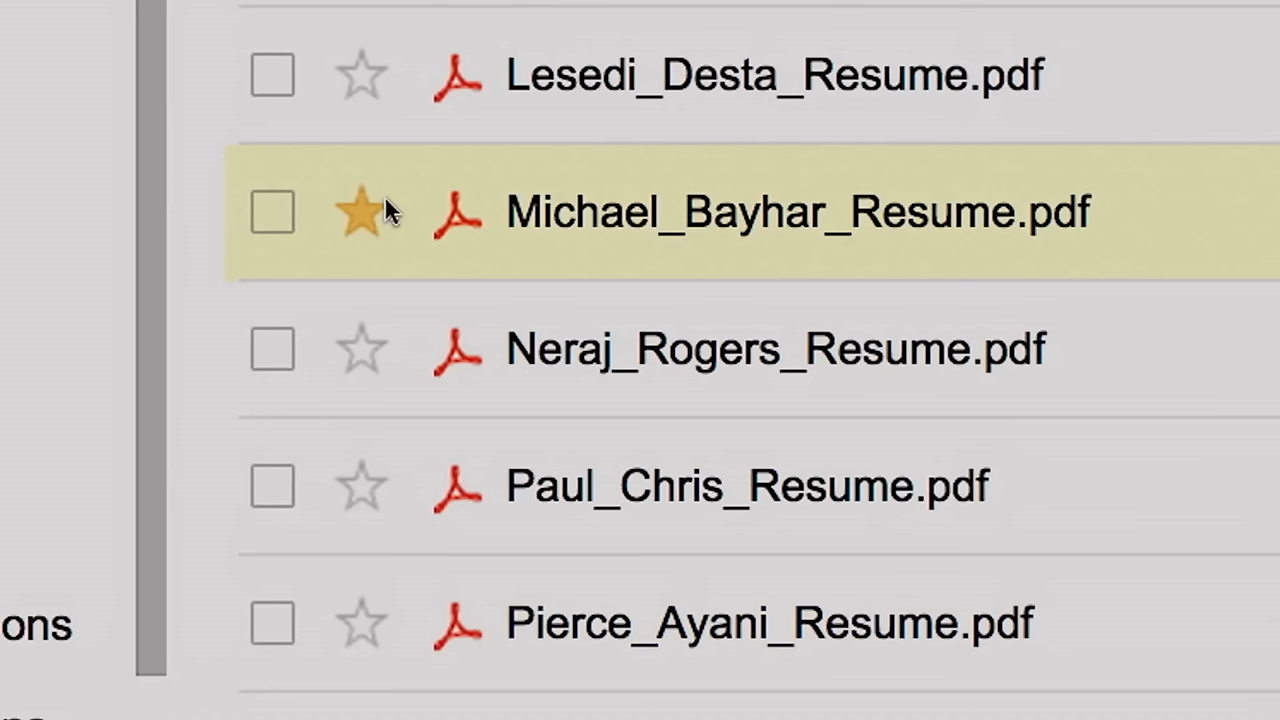 Lesedi_Desta_Resume.pdf
Michael_Bayhar_Resume.pdf
Neraj_Rogers_Resume.pdf
Paul_Chris_Resume.pdf
Pierce_Ayani_Resume.pdf
ons